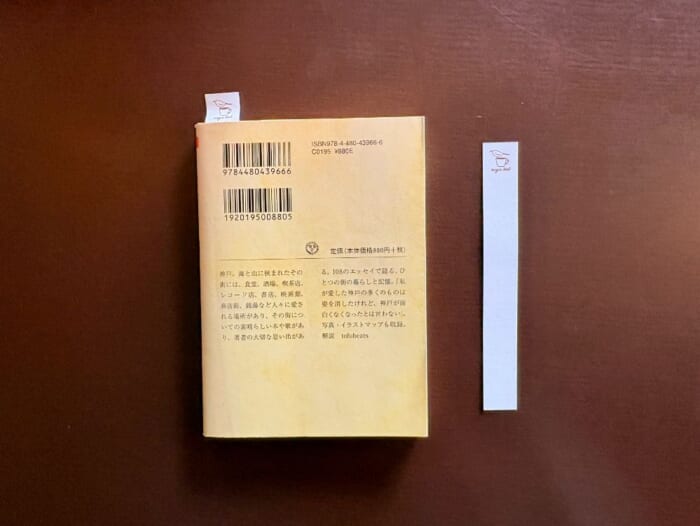 ISBN978-4-480-43966-6
C0195 ¥880E
9784480439666
1920195008805
定価(本体価格880円+税)
神戸。海と山に挟まれたその
街には、食堂、酒場、喫茶店、
レコード店、書店、映画館、
商店街、銭湯など人々に愛さ
れる場所があり、その街につ
いての素晴らしい本や歌があ
り、著者の大切な思い出があ
る。108のエッセイで綴る、ひ
とつの街の暮らしと記憶。「私
が愛した神戸の多くのものは
姿を消したけれど、神戸が面
白くなくなったとは言わない」。
写真・イラストマップも収録。
解説 tofubeats